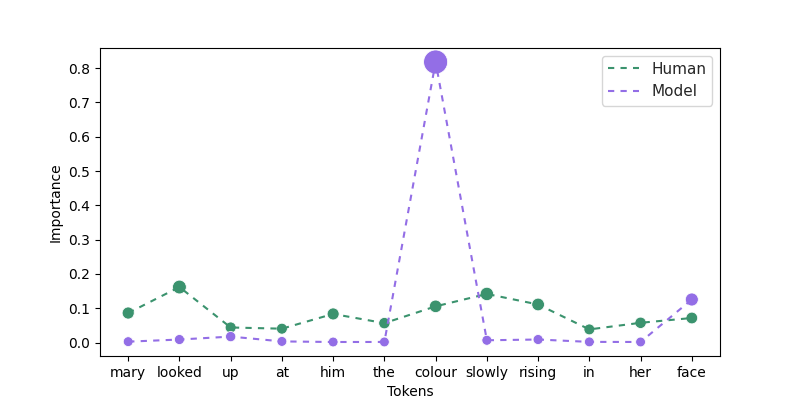 Human
Model
Importance
0.8
0.7
0.6
0.5
0.4
0.3
0.2
0.1
0.0
mary looked up at him the colour slowly rising in her face
Tokens